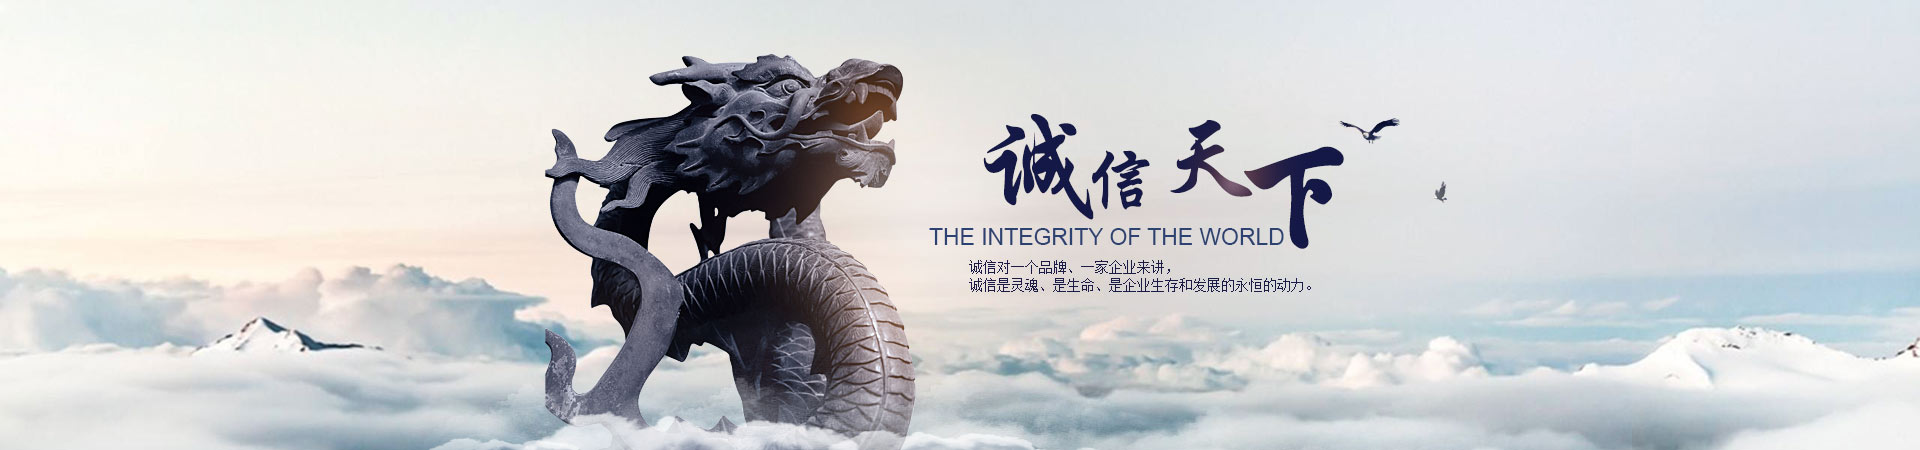 诚信天下
THE INTEGRITY OF THE WORLD
诚信对一个品牌、一家企业来讲，
诚信是灵魂、是生命、是企业生存和发展的永恒的动力。